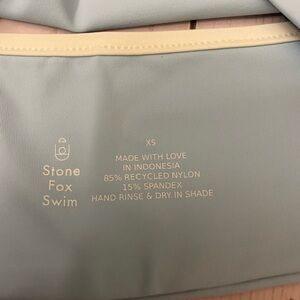 Stone
Fox
Swim
XS
MADE WITH LOVE
IN INDONESIA
85% RECYCLED NYLON
15% SPANDEX
HAND RINSE & DRY IN SHADE